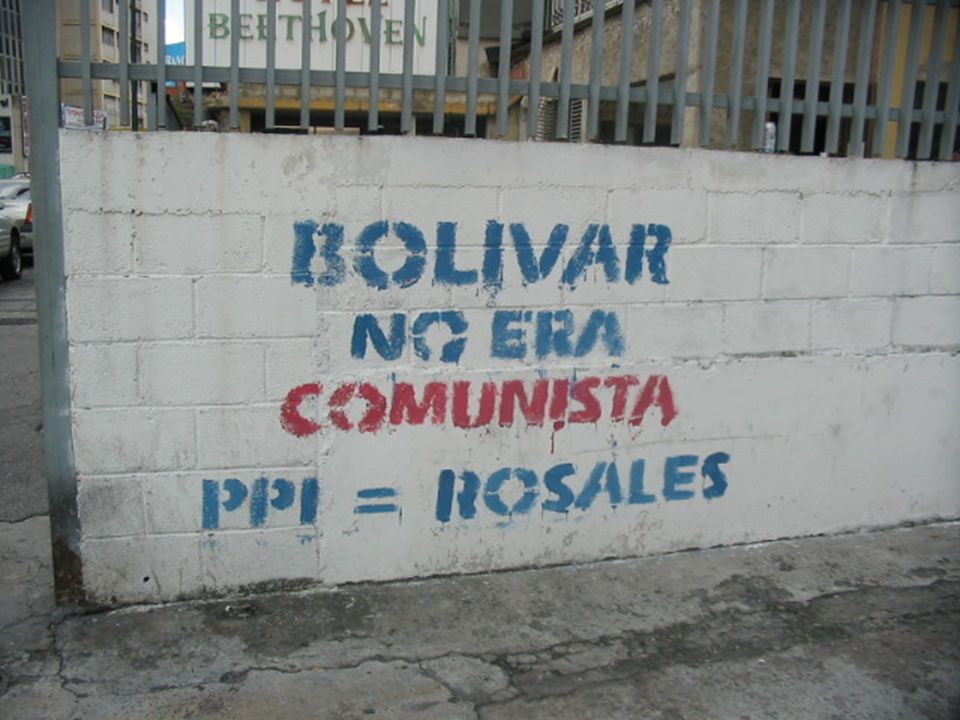 BEETHOVEN
BOLIVAR
NO ERA
COMUNISTA
PPI = ROSALES